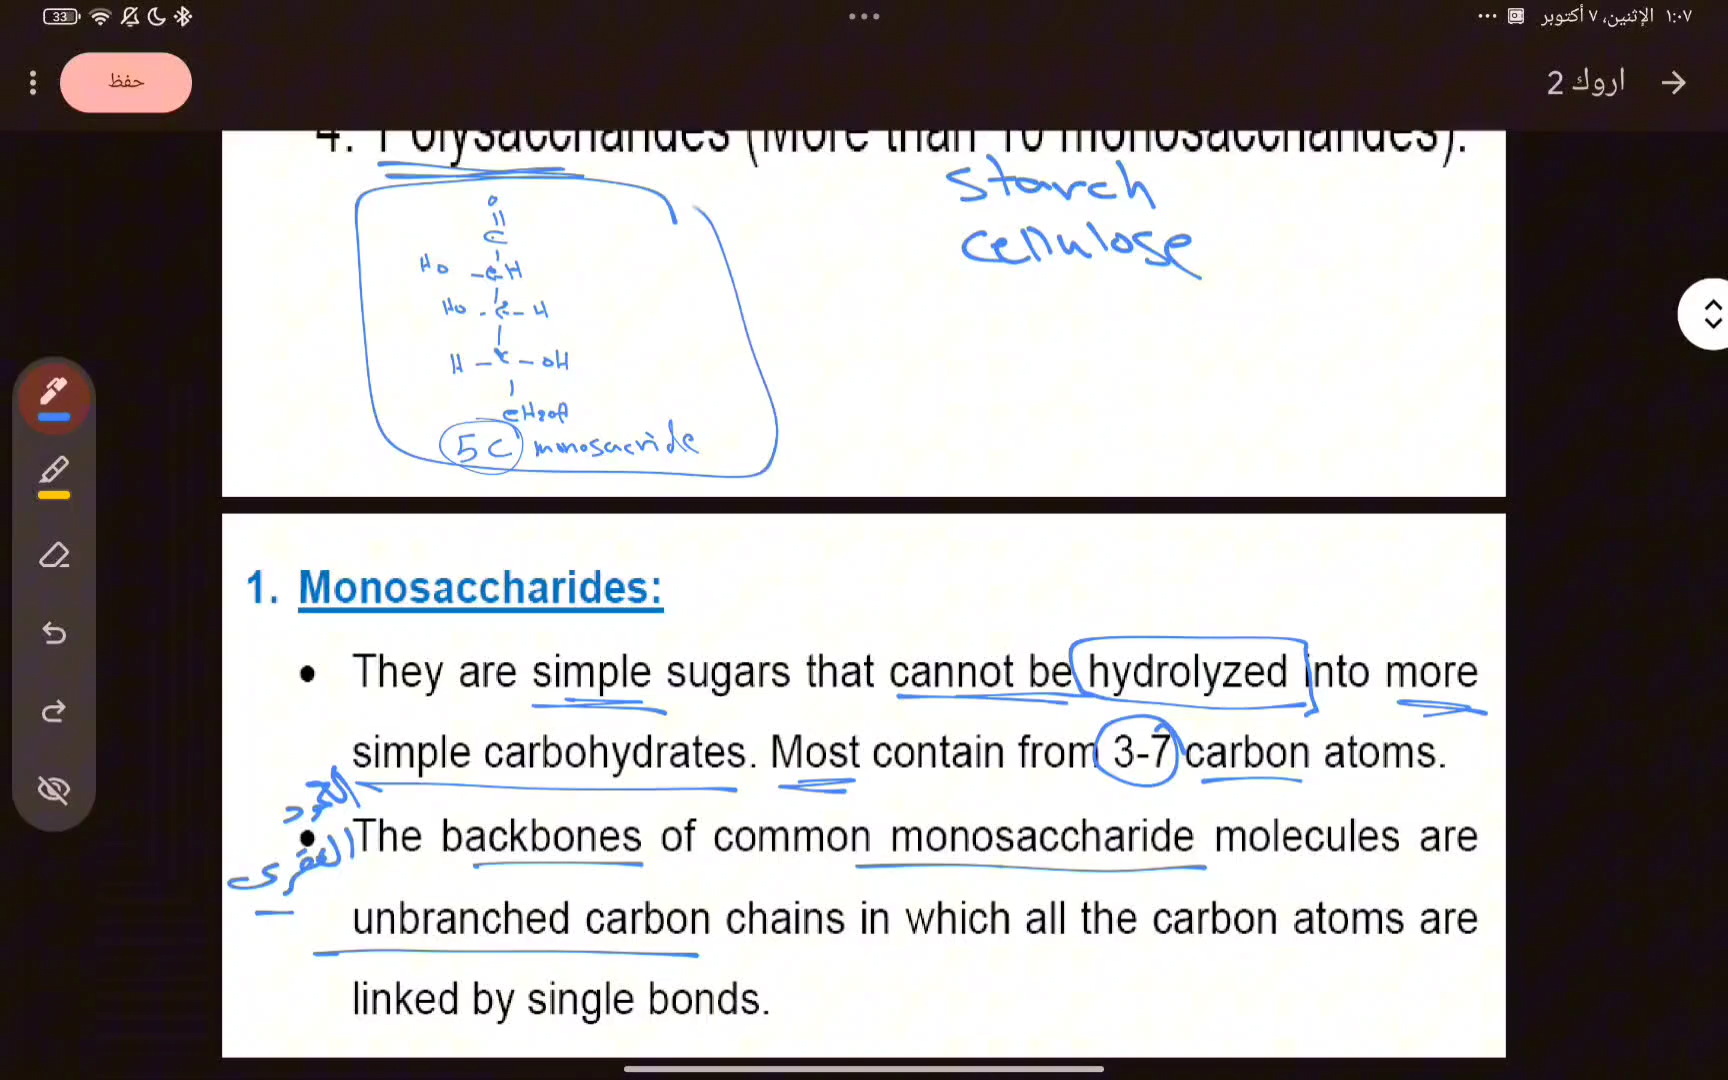 33
١:٠٧ الإثنين، ٧ أكتوبر
حفظ
اروك 2
4. Polysaccharides (More than 10 monosaccharides).
starch
cellulose
O
C
Ho - C H
Ho - C - H
H - C - OH
5C monosacride
1. Monosaccharides:
• They are simple sugars that cannot be hydrolyzed into more
simple carbohydrates. Most contain from 3-7 carbon atoms.
العمود
الفقرى
• The backbones of common monosaccharide molecules are
unbranched carbon chains in which all the carbon atoms are
linked by single bonds.